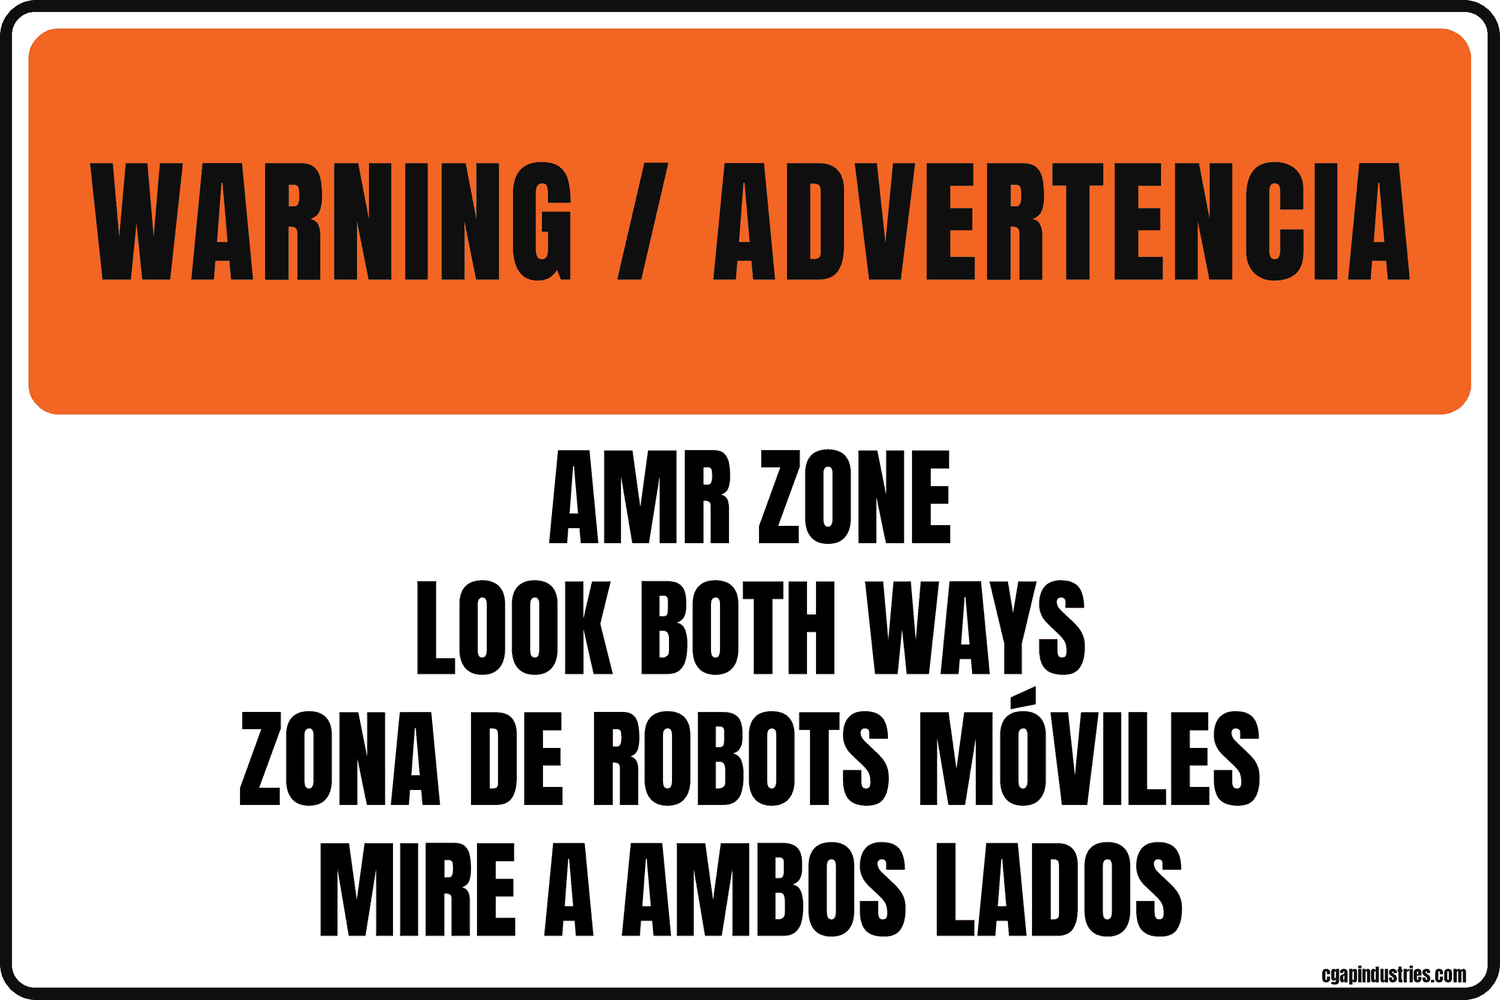 WARNING / ADVERTENCIA
AMR ZONE
LOOK BOTH WAYS
ZONA DE ROBOTS MÓVILES
MIRE A AMBOS LADOS
cgapindustries.com